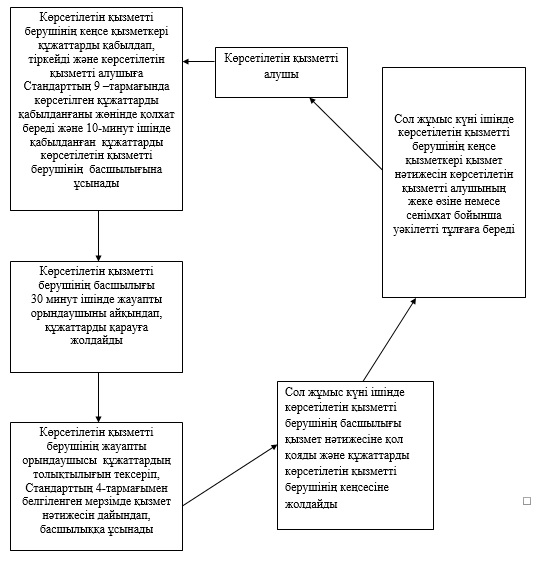 Көрсетілетін қызметті
алушы
Көрсетілетін қызметті
берушінің кеңсе қызметкері
құжаттарды қабылдап,
тіркейді және көрсетілетін
қызметті алушыға
Стандарттың 9 –тармағында
көрсетілген құжаттарды
қабылданғаны жөнінде қолхат
береді және 10-минут ішінде
қабылданған құжаттарды
көрсетілетін қызметті
берушінің басшылығына
ұсынады
Көрсетілетін қызметті
берушінің басшылығы
30 минут ішінде жауапты
орындаушыны айқындап,
құжаттарды қарауға
жолдайды
Көрсетілетін қызметті
берушінің жауапты
орындаушысы құжаттардың
толықтылығын тексеріп,
Стандарттың 4-тармағымен
белгіленген мерзімде қызмет
нәтижесін дайындап,
басшылыққа ұсынады
Сол жұмыс күні ішінде
көрсетілетін қызметті
берушінің басшылығы
қызмет нәтижесіне қол
қояды және құжаттарды
көрсетілетін қызметті
берушінің кеңсесіне
жолдайды
Сол жұмыс күні ішінде
көрсетілетін қызметті
берушінің кеңсе
қызметкері қызмет
нәтижесін көрсетілетін
қызметті алушының
жеке өзіне немесе
сенімхат бойынша
уәкілетті тұлғаға береді